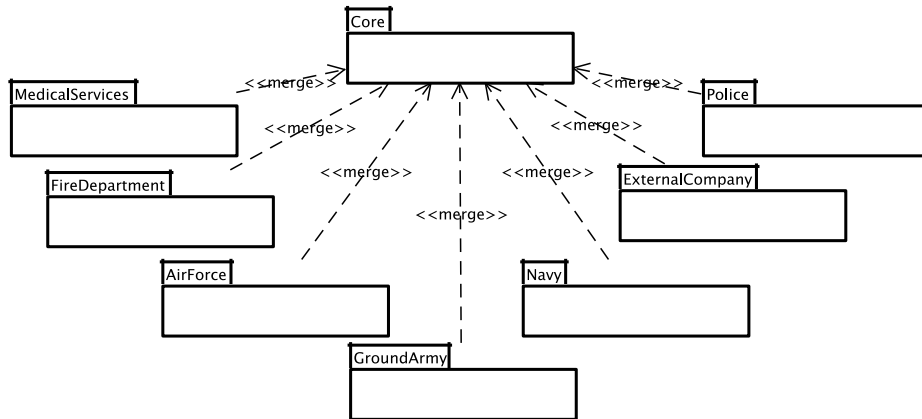 Core
MedicalServices
<<merge>>
<<merge>>
Police
<<merge>>
<<merge>>
FireDepartment
<<merge>>
<<merge>>
ExternalCompany
<<merge>>
AirForce
Navy
GroundArmy